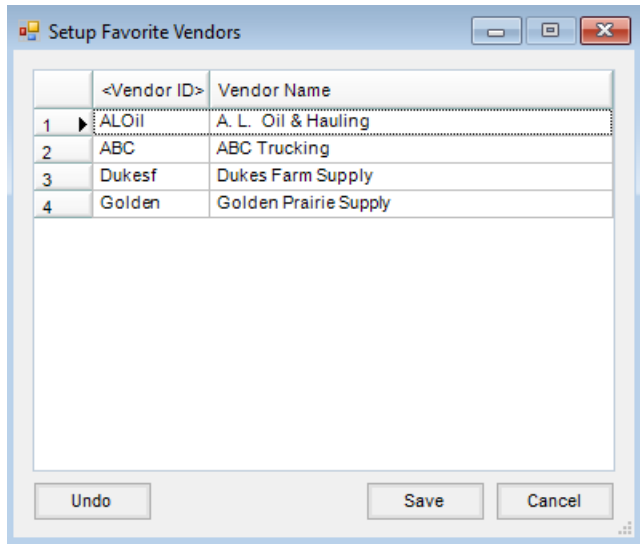 Setup Favorite Vendors
<Vendor ID> Vendor Name
1 ALOil A. L. Oil & Hauling
2 ABC ABC Trucking
3 Dukesf Dukes Farm Supply
4 Golden Golden Prairie Supply
Undo Save Cancel